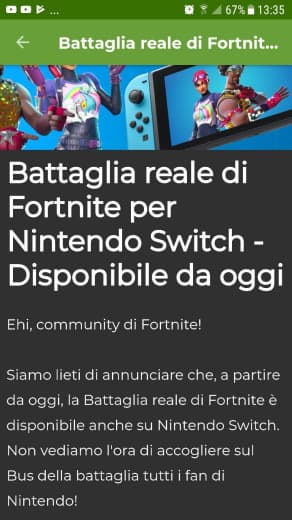 ... 67% 13:35
Battaglia reale di Fortnit...
Battaglia reale di
Fortnite per
Nintendo Switch -
Disponibile da oggi
Ehi, community di Fortnite!
Siamo lieti di annunciare che, a partire
da oggi, la Battaglia reale di Fortnite è
disponibile anche su Nintendo Switch.
Non vediamo l'ora di accogliere sul
Bus della battaglia tutti i fan di
Nintendo!